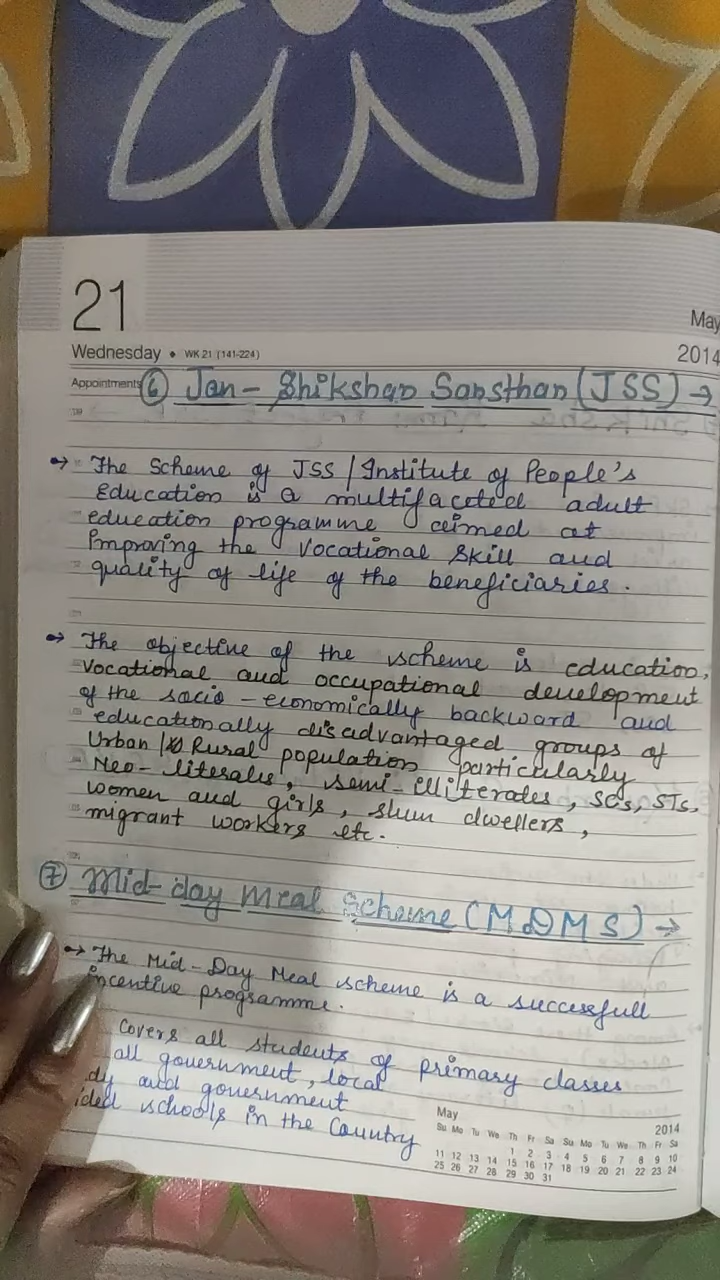 21
May
Wednesday • WK 21 (141-224)
2014
Appointments
⑥ Jan - Shikshan Sansthan (JSS) →
→ The Scheme of JSS / Institute of People's
Education is a multifaceted adult
education programme aimed at
Improving the Vocational Skill and
quality of life of the beneficiaries.
→ The objective of the scheme is education,
Vocational and occupational development
of the socio - economically backward and
educationally disadvantaged groups of
Urban / Rural population particularly
Neo - literates, semi - illiterates, SCs, STs,
women and girls, slum dwellers,
migrant workers etc.
⑦ Mid-day Meal Scheme (MDMS) →
→ The Mid-Day Meal scheme is a successfull
incentive programme.
Covers all students of primary classes
all government, local
dy and government
ided schools in the Country
May 2014
Su Mo Tu We Th Fr Sa Su Mo Tu We Th Fr Sa
1 2 3 4 5 6 7 8 9 10
11 12 13 14 15 16 17 18 19 20 21 22 23 24
25 26 27 28 29 30 31